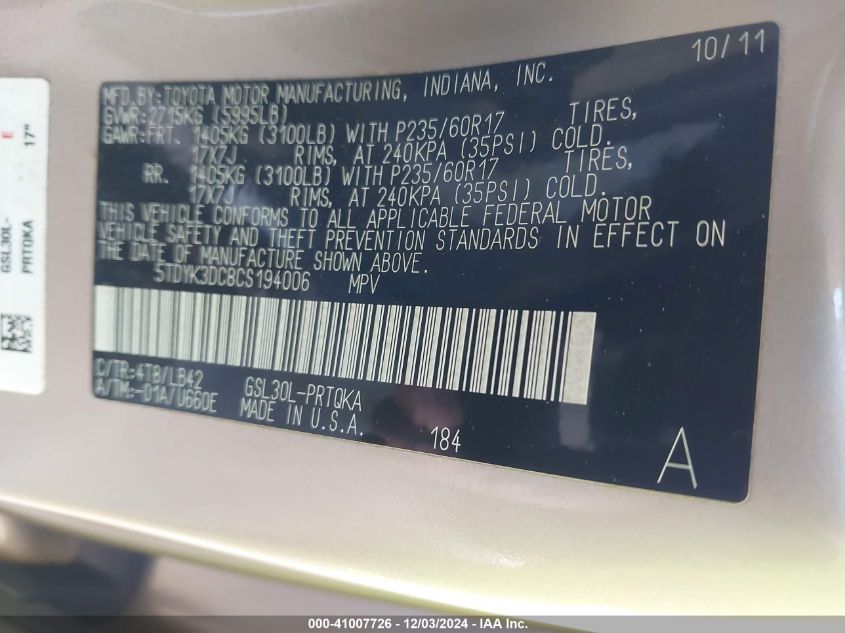 10/11
MFD.BY:TOYOTA MOTOR MANUFACTURING, INDIANA, INC.
GVWR:2715KG (5995LB)
GAWR:FRT. 1405KG (3100LB) WITH P235/60R17 TIRES,
17X7J RIMS, AT 240KPA (35PSI) COLD.
RR. 1405KG (3100LB) WITH P235/60R17 TIRES,
17X7J RIMS, AT 240KPA (35PSI) COLD.
THIS VEHICLE CONFORMS TO ALL APPLICABLE FEDERAL MOTOR
VEHICLE SAFETY AND THEFT PREVENTION STANDARDS IN EFFECT ON
THE DATE OF MANUFACTURE SHOWN ABOVE.
5TDYK3DC8CS194006 MPV
C/TR:4T8/LB42
A/TM:-01A/U660E
GSL30L-PRTQKA
MADE IN U.S.A.
184
A
E
17"
GSL30L-
PRTQKA
000-41007726 - 12/03/2024 - IAA Inc.